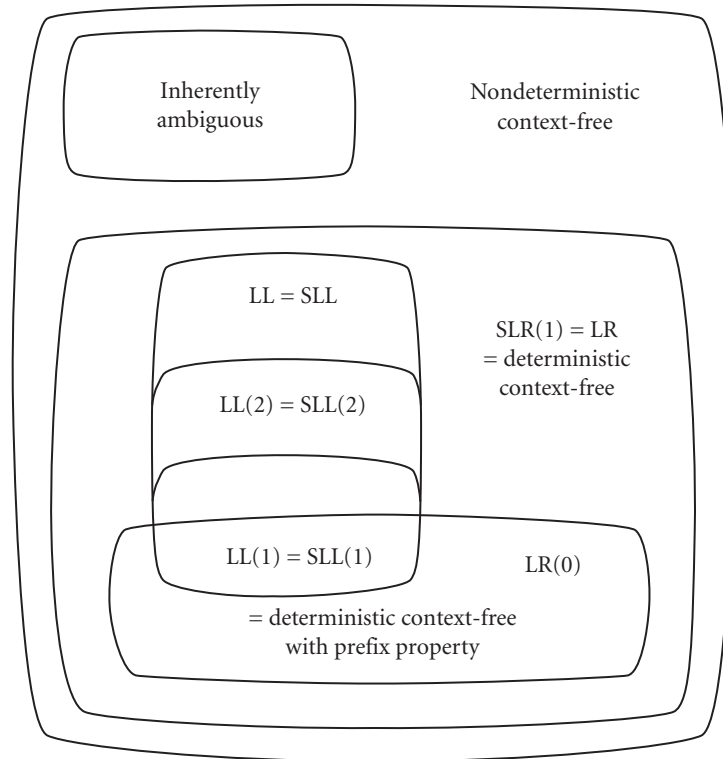 Inherently
ambiguous
Nondeterministic
context-free
LL = SLL
SLR(1) = LR
= deterministic
context-free
LL(2) = SLL(2)
LL(1) = SLL(1)
LR(0)
= deterministic context-free
with prefix property